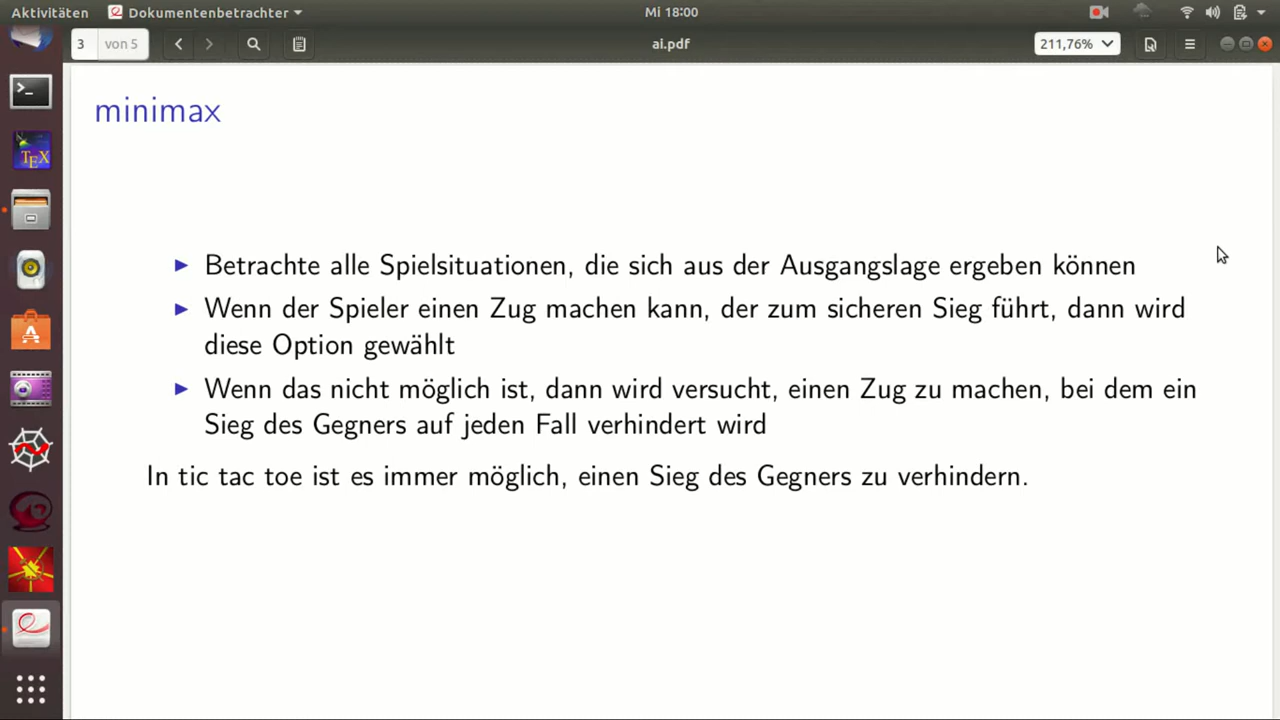 Aktivitäten Dokumentenbetrachter Mi 18:00
3 von 5 ai.pdf 211,76%
minimax
Betrachte alle Spielsituationen, die sich aus der Ausgangslage ergeben können
Wenn der Spieler einen Zug machen kann, der zum sicheren Sieg führt, dann wird
diese Option gewählt
Wenn das nicht möglich ist, dann wird versucht, einen Zug zu machen, bei dem ein
Sieg des Gegners auf jeden Fall verhindert wird
In tic tac toe ist es immer möglich, einen Sieg des Gegners zu verhindern.
TEX